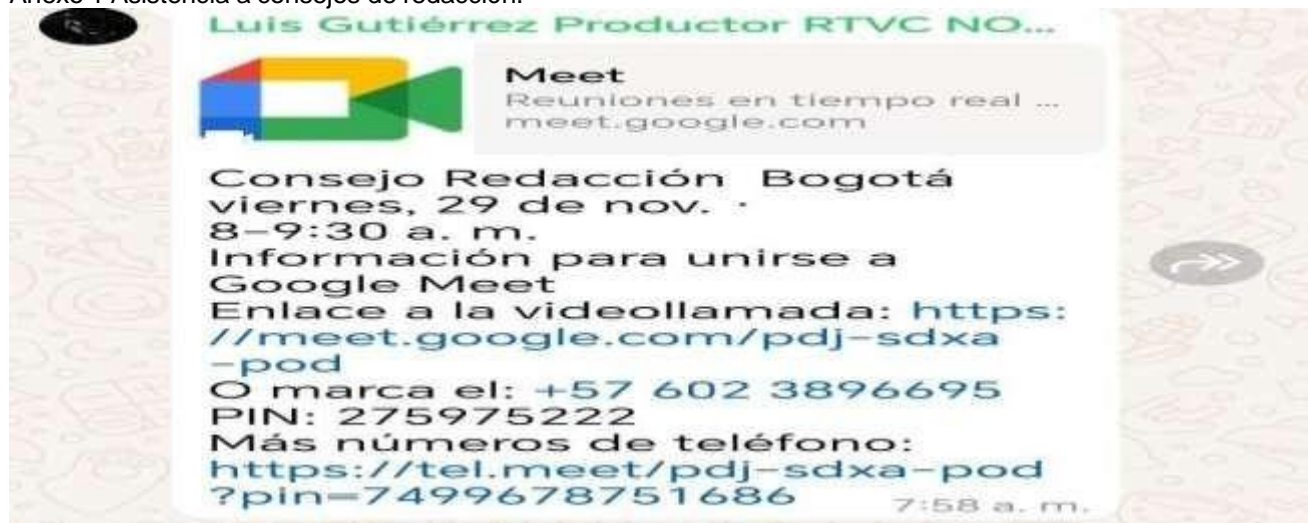 Anexo 1 Asistencia a consejos de redacción.
Luis Gutiérrez Productor RTVC NO...
Meet
Reuniones en tiempo real ...
meet.google.com
Consejo Redacción Bogotá
viernes, 29 de nov. ·
8–9:30 a. m.
Información para unirse a
Google Meet
Enlace a la videollamada: https:
//meet.google.com/pdj-sdxa
-pod
O marca el: +57 602 3896695
PIN: 275975222
Más números de teléfono:
https://tel.meet/pdj-sdxa-pod
?pin=7499678751686
7:58 a. m.